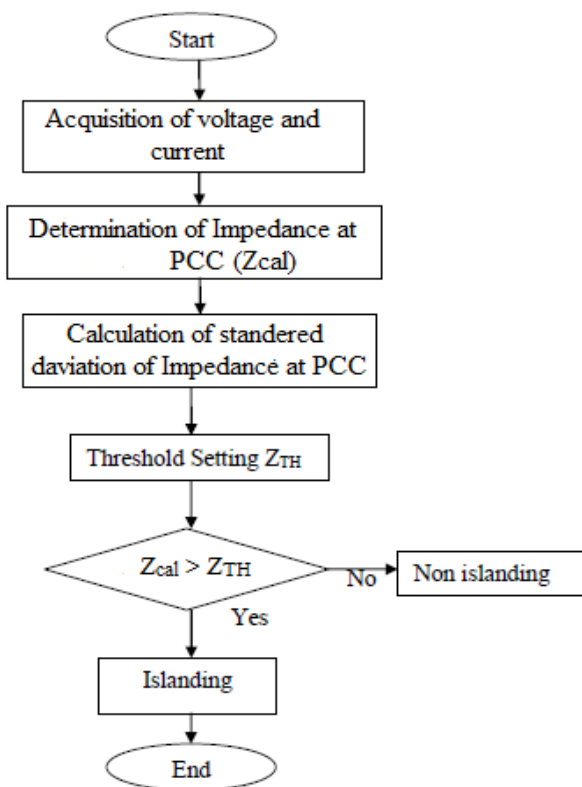 Start
Acquisition of voltage and
current
Determination of Impedance at
PCC (Zcal)
Calculation of standered
daviation of Impedance at PCC
Threshold Setting ZTH
Zcal > ZTH
No
Non islanding
Yes
Islanding
End